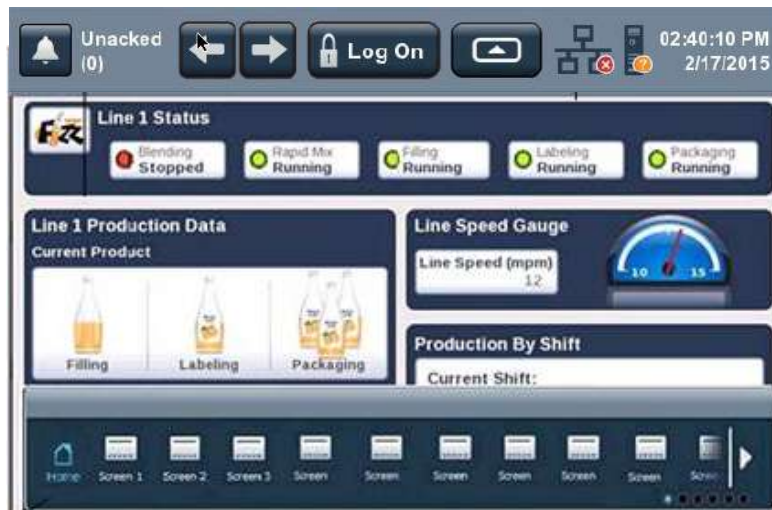 Unacked
(0)
Log On
02:40:10 PM
2/17/2015
Fizz
Line 1 Status
Blending
Stopped
Rapid Mix
Running
Filling
Running
Labeling
Running
Packaging
Running
Line 1 Production Data
Current Product
Filling
Labeling
Packaging
Line Speed Gauge
Line Speed (mpm)
12
10
15
Production By Shift
Current Shift:
Home
Screen 1
Screen 2
Screen 3
Screen
Screen
Screen
Screen
Screen
Screen